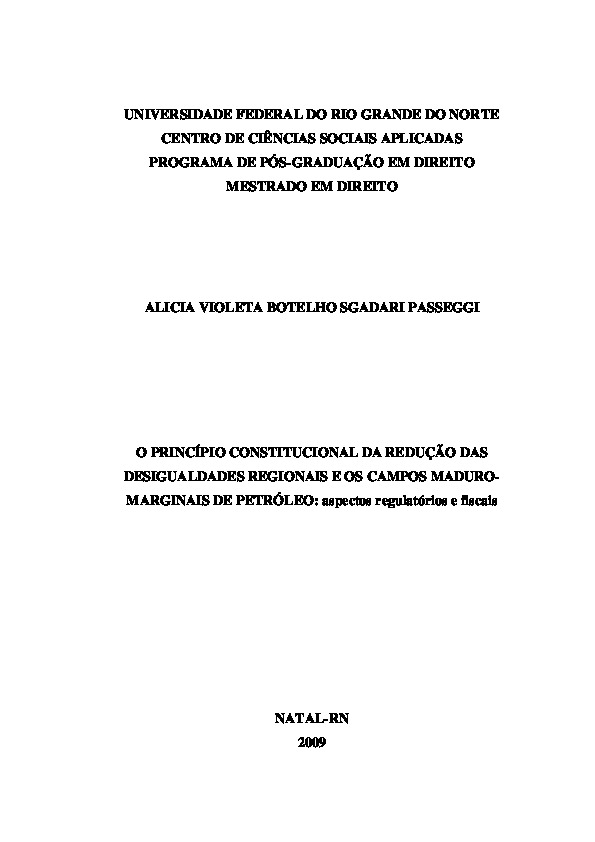 UNIVERSIDADE FEDERAL DO RIO GRANDE DO NORTE
CENTRO DE CIÊNCIAS SOCIAIS APLICADAS
PROGRAMA DE PÓS-GRADUAÇÃO EM DIREITO
MESTRADO EM DIREITO
ALICIA VIOLETA BOTELHO SGADARI PASSEGGI
O PRINCÍPIO CONSTITUCIONAL DA REDUÇÃO DAS
DESIGUALDADES REGIONAIS E OS CAMPOS MADURO-
MARGINAIS DE PETRÓLEO: aspectos regulatórios e fiscais
NATAL-RN
2009